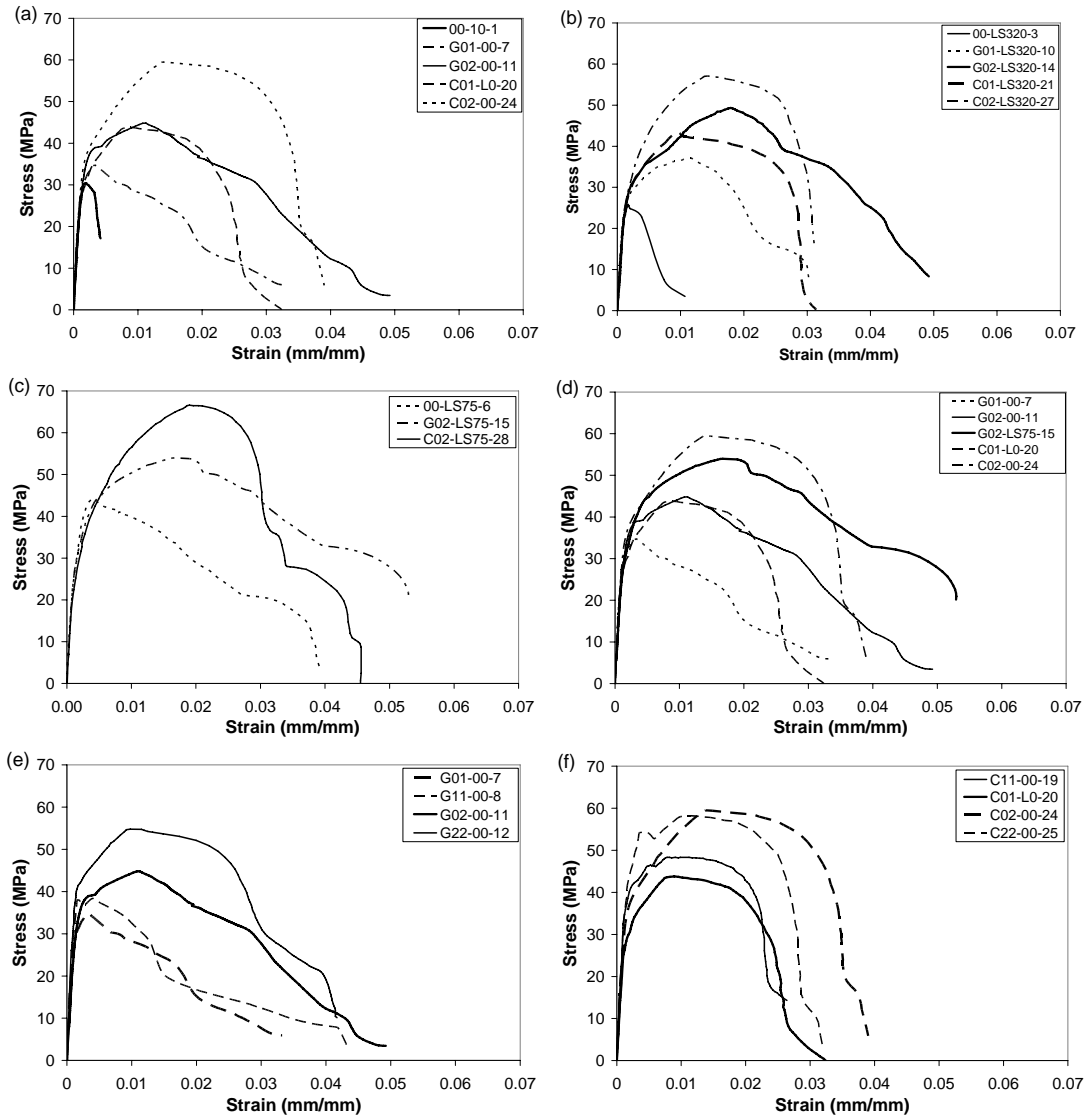 (a)
70
60
50
40
30
20
10
0
Stress (MPa)
0 0.01 0.02 0.03 0.04 0.05 0.06 0.07
Strain (mm/mm)
00-10-1
G01-00-7
G02-00-11
C01-L0-20
C02-00-24
(b)
70
60
50
40
30
20
10
0
Stress (MPa)
0 0.01 0.02 0.03 0.04 0.05 0.06 0.07
Strain (mm/mm)
00-LS320-3
G01-LS320-10
G02-LS320-14
C01-LS320-21
C02-LS320-27
(c)
70
60
50
40
30
20
10
0
Stress (MPa)
0.00 0.01 0.02 0.03 0.04 0.05 0.06 0.07
Strain (mm/mm)
00-LS75-6
G02-LS75-15
C02-LS75-28
(d)
70
60
50
40
30
20
10
0
Stress (MPa)
0 0.01 0.02 0.03 0.04 0.05 0.06 0.07
Strain (mm/mm)
G01-00-7
G02-00-11
G02-LS75-15
C01-L0-20
C02-00-24
(e)
70
60
50
40
30
20
10
0
Stress (MPa)
0 0.01 0.02 0.03 0.04 0.05 0.06 0.07
Strain (mm/mm)
G01-00-7
G11-00-8
G02-00-11
G22-00-12
(f)
70
60
50
40
30
20
10
0
Stress (MPa)
0 0.01 0.02 0.03 0.04 0.05 0.06 0.07
Strain (mm/mm)
C11-00-19
C01-L0-20
C02-00-24
C22-00-25